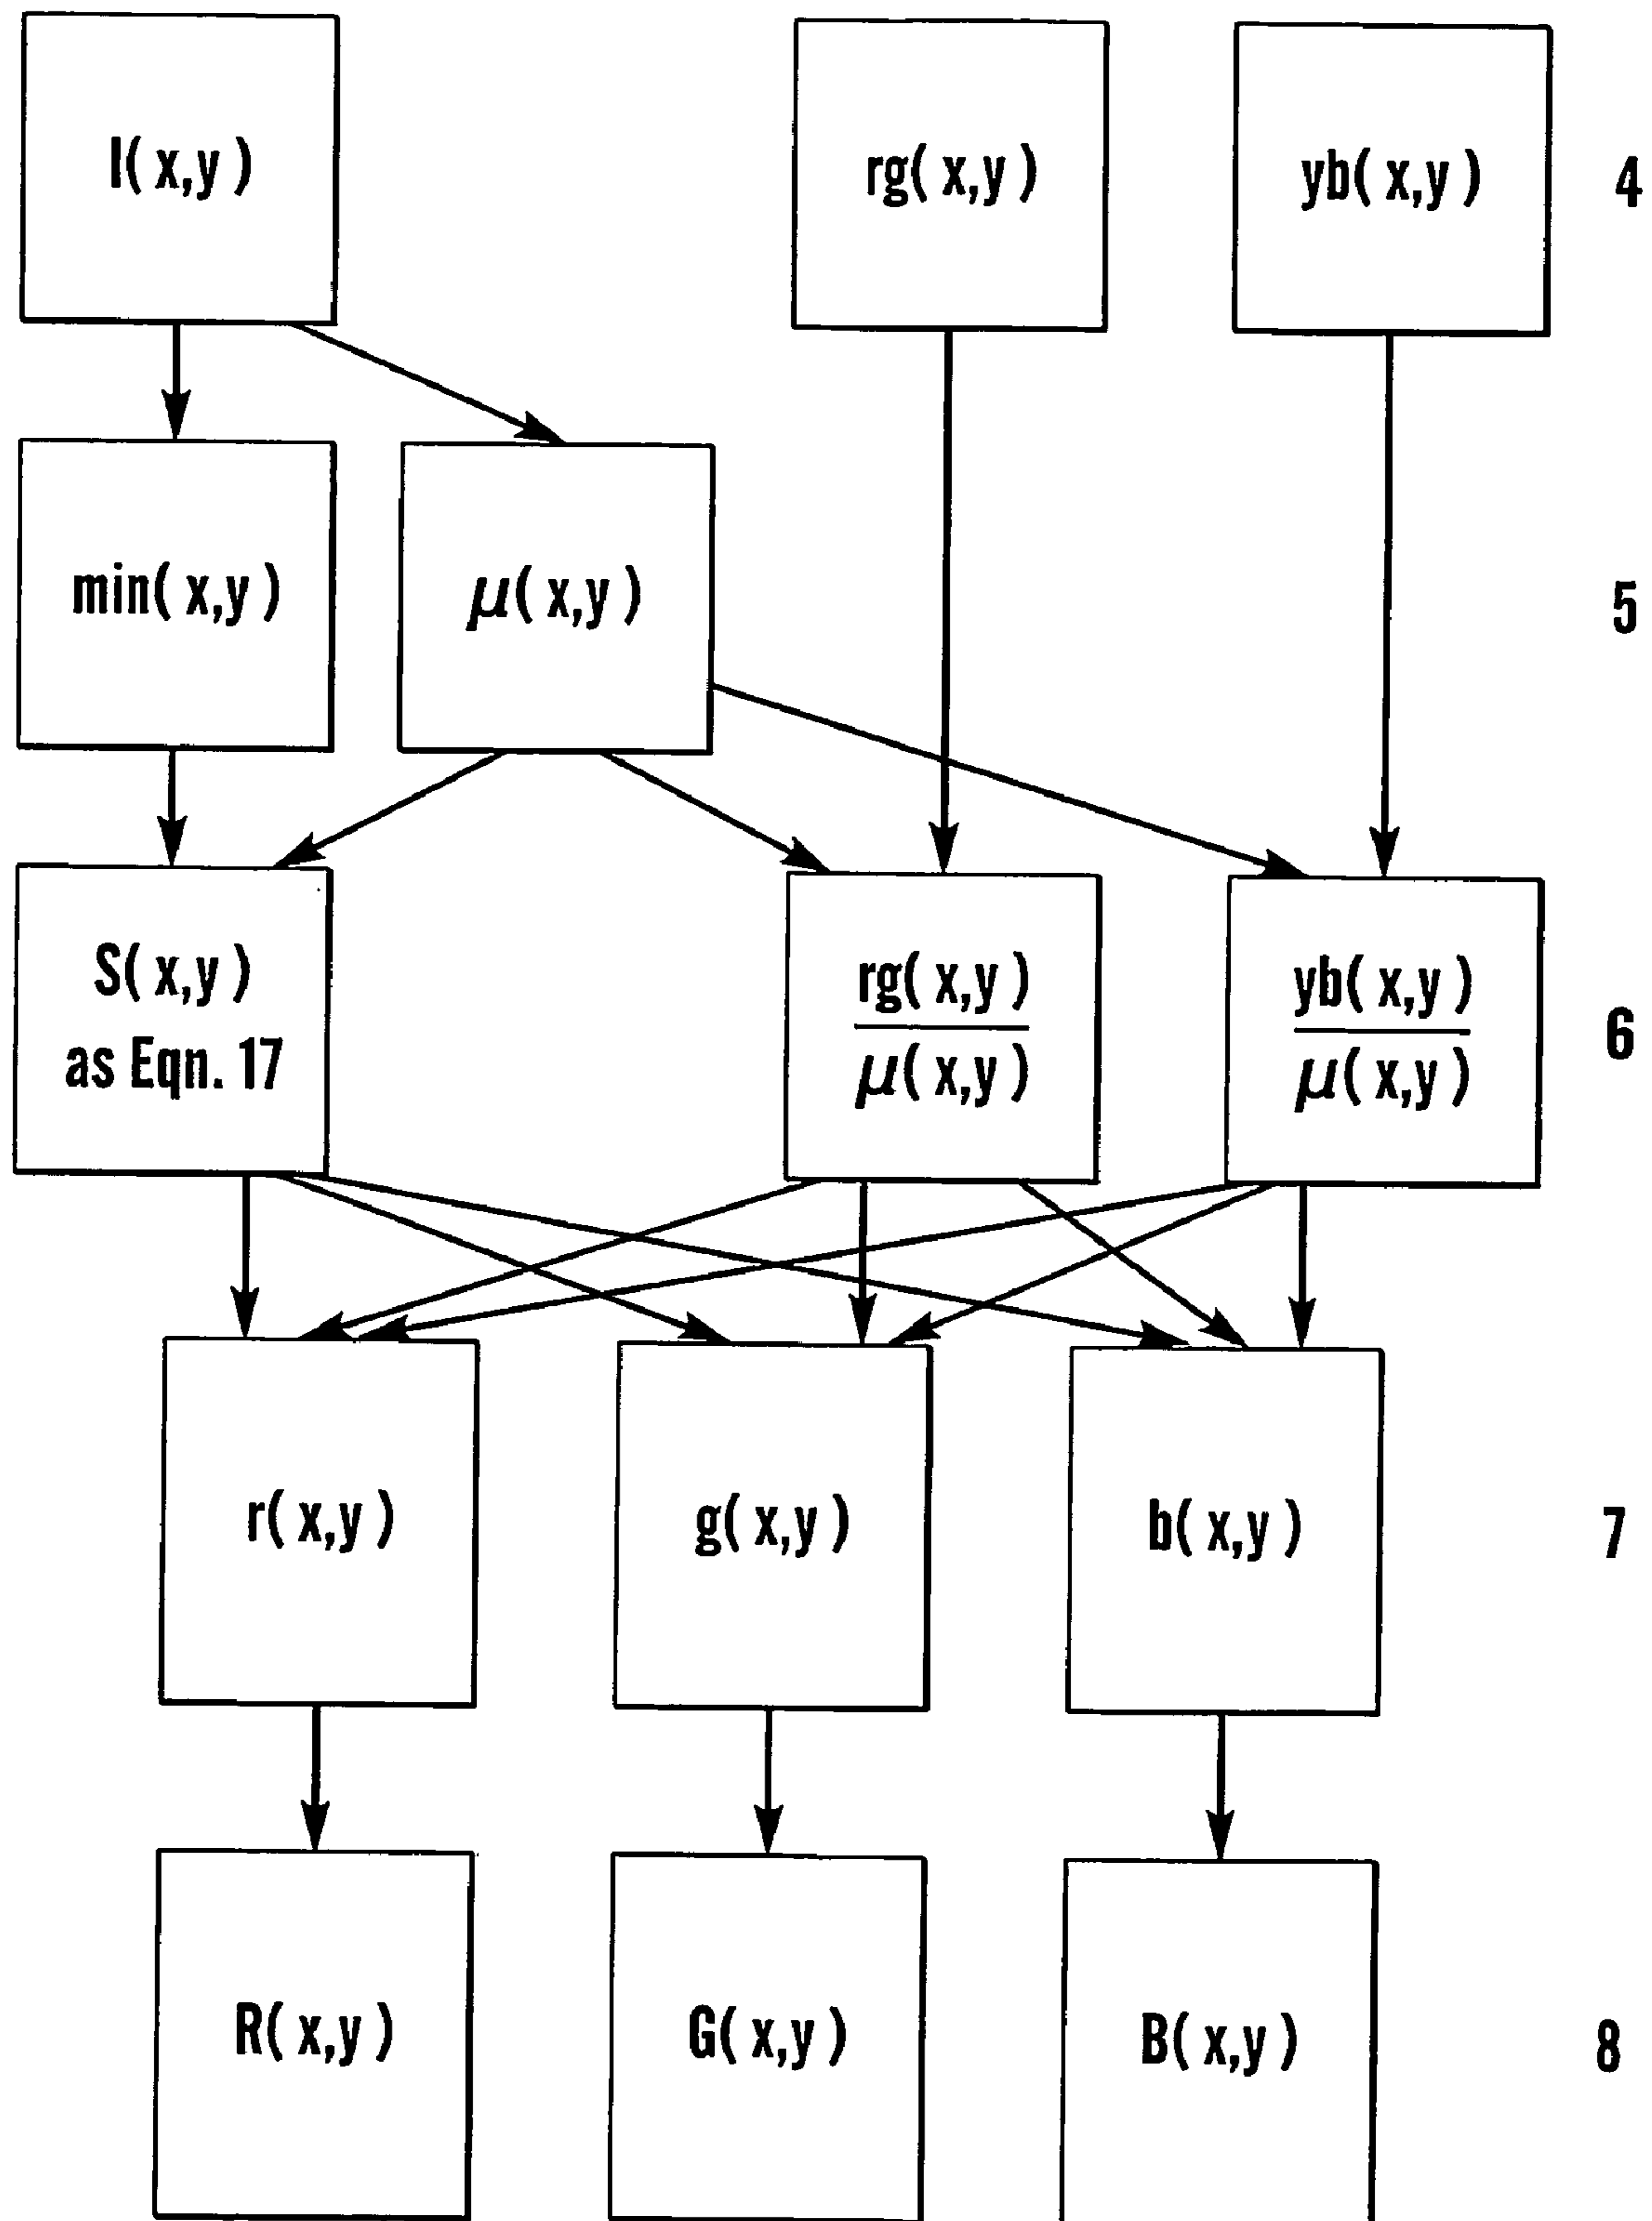 I( x,y )
rg( x,y )
yb( x,y )
4
min( x,y )
μ( x,y )
5
S( x,y )
as Eqn. 17
rg( x,y )
μ( x,y )
yb( x,y )
μ( x,y )
6
r( x,y )
g( x,y )
b( x,y )
7
R( x,y )
G( x,y )
B( x,y )
8